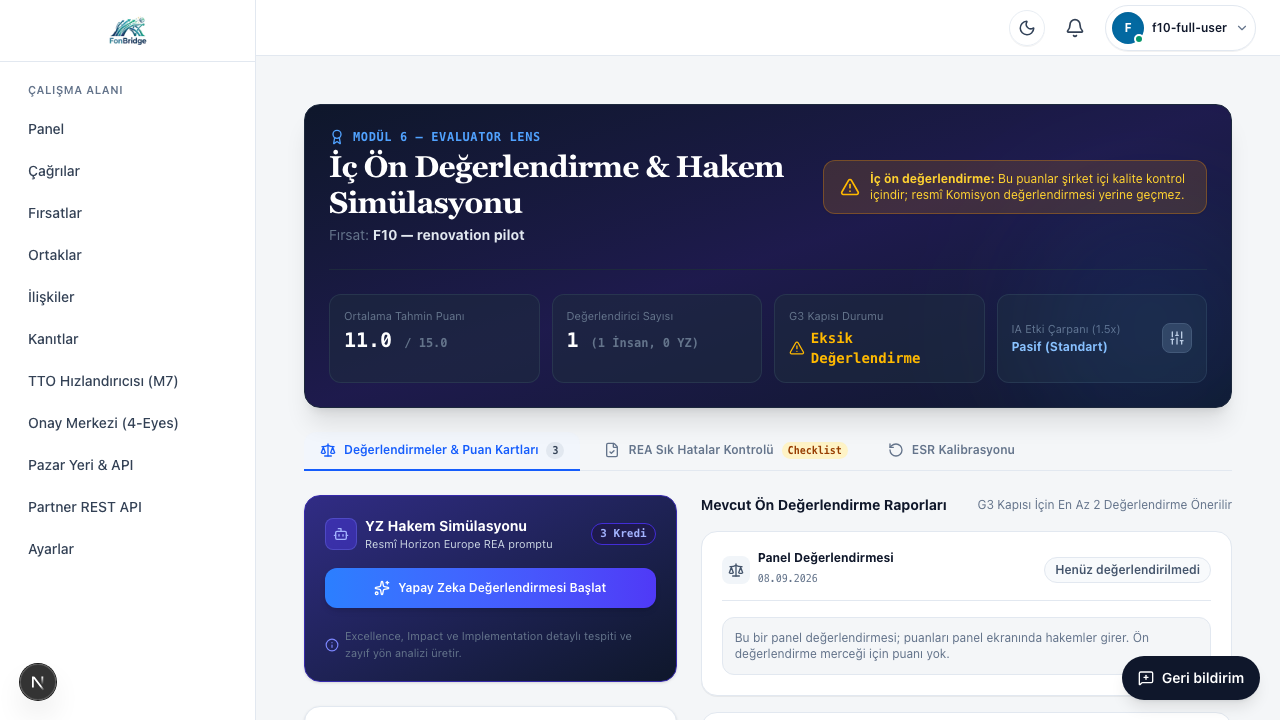 FonBridge
F
f10-full-user
ÇALIŞMA ALANI
Panel
Çağrılar
Fırsatlar
Ortaklar
İlişkiler
Kanıtlar
TTO Hızlandırıcısı (M7)
Onay Merkezi (4-Eyes)
Pazar Yeri & API
Partner REST API
Ayarlar
N
MODÜL 6 — EVALUATOR LENS
İç Ön Değerlendirme & Hakem
Simülasyonu
Fırsat: F10 — renovation pilot
İç ön değerlendirme: Bu puanlar şirket içi kalite kontrol
içindir; resmî Komisyon değerlendirmesi yerine geçmez.
Ortalama Tahmin Puanı
11.0 / 15.0
Değerlendirici Sayısı
1 (1 İnsan, 0 YZ)
G3 Kapısı Durumu
Eksik
Değerlendirme
IA Etki Çarpanı (1.5x)
Pasif (Standart)
Değerlendirmeler & Puan Kartları 3
REA Sık Hatalar Kontrolü Checklist
ESR Kalibrasyonu
YZ Hakem Simülasyonu
Resmî Horizon Europe REA promptu
3 Kredi
Yapay Zeka Değerlendirmesi Başlat
Excellence, Impact ve Implementation detaylı tespiti ve
zayıf yön analizi üretir.
Mevcut Ön Değerlendirme Raporları
G3 Kapısı İçin En Az 2 Değerlendirme Önerilir
Panel Değerlendirmesi
08.09.2026
Henüz değerlendirilmedi
Bu bir panel değerlendirmesi; puanları panel ekranında hakemler girer. Ön
değerlendirme merceği için puanı yok.
Geri bildirim